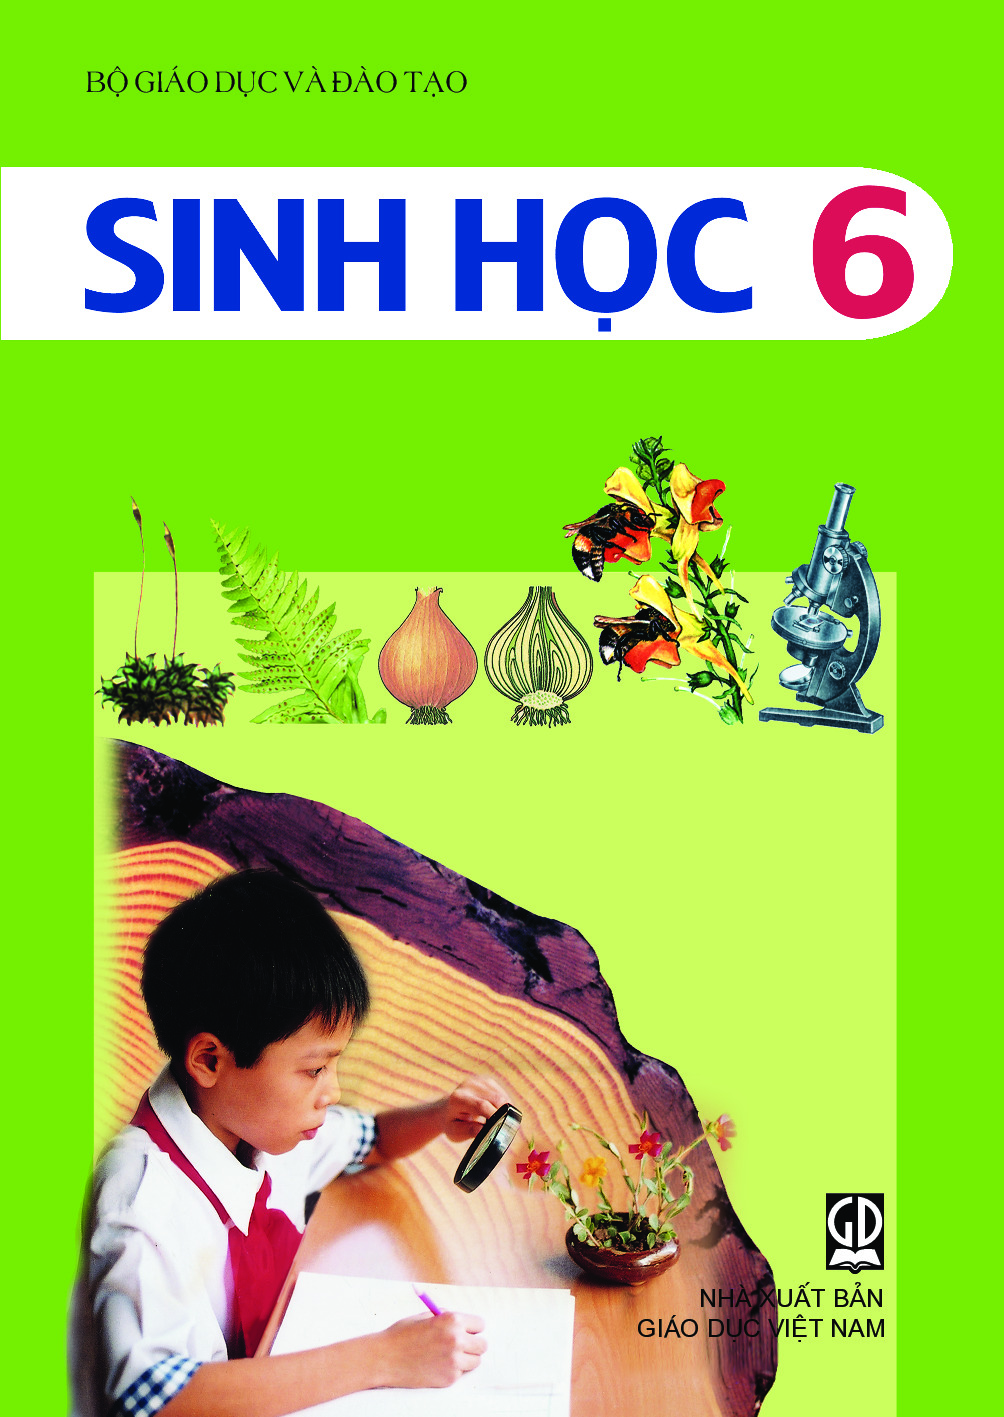 BỘ GIÁO DỤC VÀ ĐÀO TẠO
SINH HỌC 6
GD
NHÀ XUẤT BẢN
GIÁO DỤC VIỆT NAM